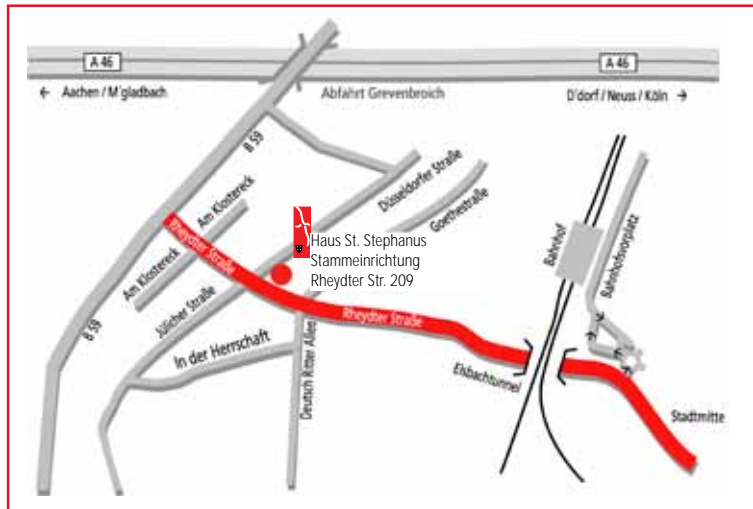 A 46
A 46
← Aachen / M'gladbach
Abfahrt Grevenbroich
D'dorf / Neuss / Köln →
B 59
Am Klostereck
Düsseldorfer Straße
Goethestraße
Haus St. Stephanus
Stammeinrichtung
Rheydter Str. 209
Rheydter Straße
Am Klostereck
Jülicher Straße
Bahnhof
Bahnhofsvorplatz
B 59
In der Herrschaft
Deutsch Ritter Allee
Rheydter Straße
Elsbachtunnel
Stadtmitte